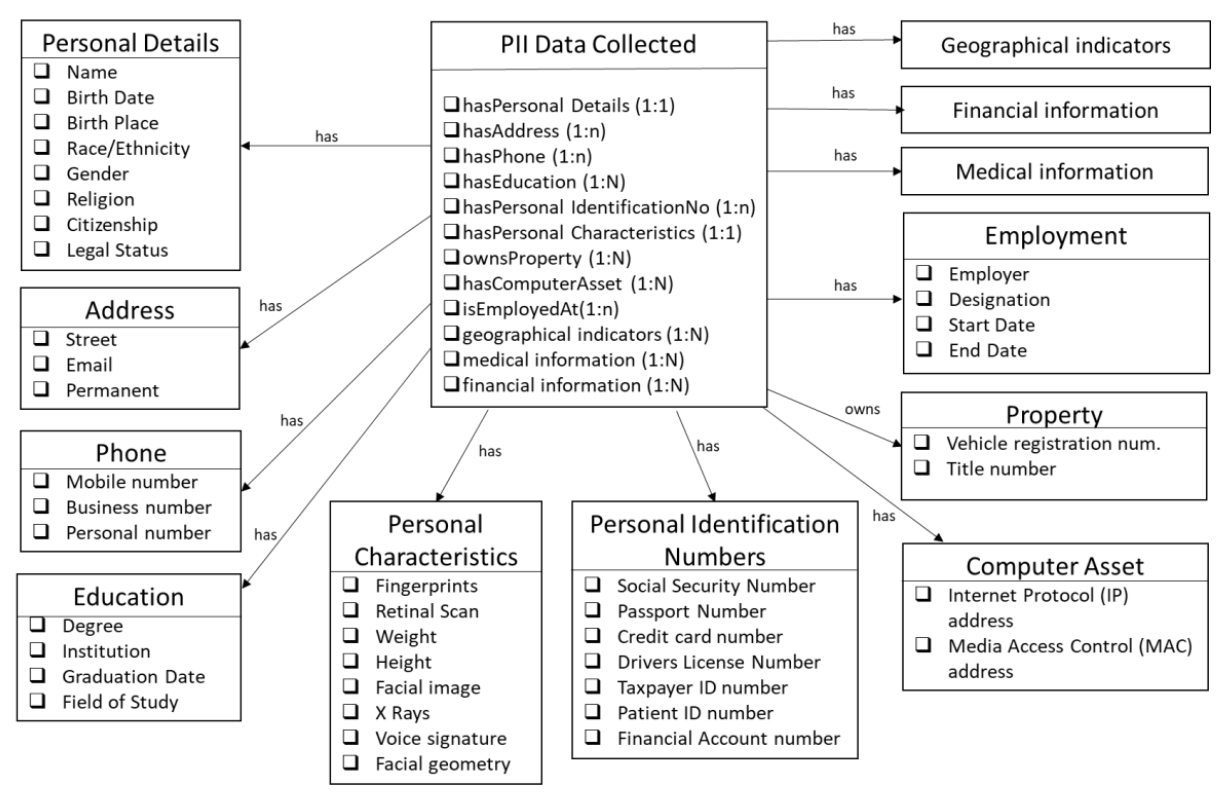 Personal Details
❑ Name
❑ Birth Date
❑ Birth Place
❑ Race/Ethnicity
❑ Gender
❑ Religion
❑ Citizenship
❑ Legal Status
Address
❑ Street
❑ Email
❑ Permanent
Phone
❑ Mobile number
❑ Business number
❑ Personal number
Education
❑ Degree
❑ Institution
❑ Graduation Date
❑ Field of Study
has
has
has
has
PII Data Collected
❑hasPersonal Details (1:1)
❑hasAddress (1:n)
❑hasPhone (1:n)
❑hasEducation (1:N)
❑hasPersonal IdentificationNo (1:n)
❑hasPersonal Characteristics (1:1)
❑ownsProperty (1:N)
❑hasComputerAsset (1:N)
❑isEmployedAt(1:n)
❑geographical indicators (1:N)
❑medical information (1:N)
❑financial information (1:N)
has
has
Personal
Characteristics
❑ Fingerprints
❑ Retinal Scan
❑ Weight
❑ Height
❑ Facial image
❑ X Rays
❑ Voice signature
❑ Facial geometry
Personal Identification
Numbers
❑ Social Security Number
❑ Passport Number
❑ Credit card number
❑ Drivers License Number
❑ Taxpayer ID number
❑ Patient ID number
❑ Financial Account number
has
has
has
has
owns
has
Geographical indicators
Financial information
Medical information
Employment
❑ Employer
❑ Designation
❑ Start Date
❑ End Date
Property
❑ Vehicle registration num.
❑ Title number
Computer Asset
❑ Internet Protocol (IP)
address
❑ Media Access Control (MAC)
address